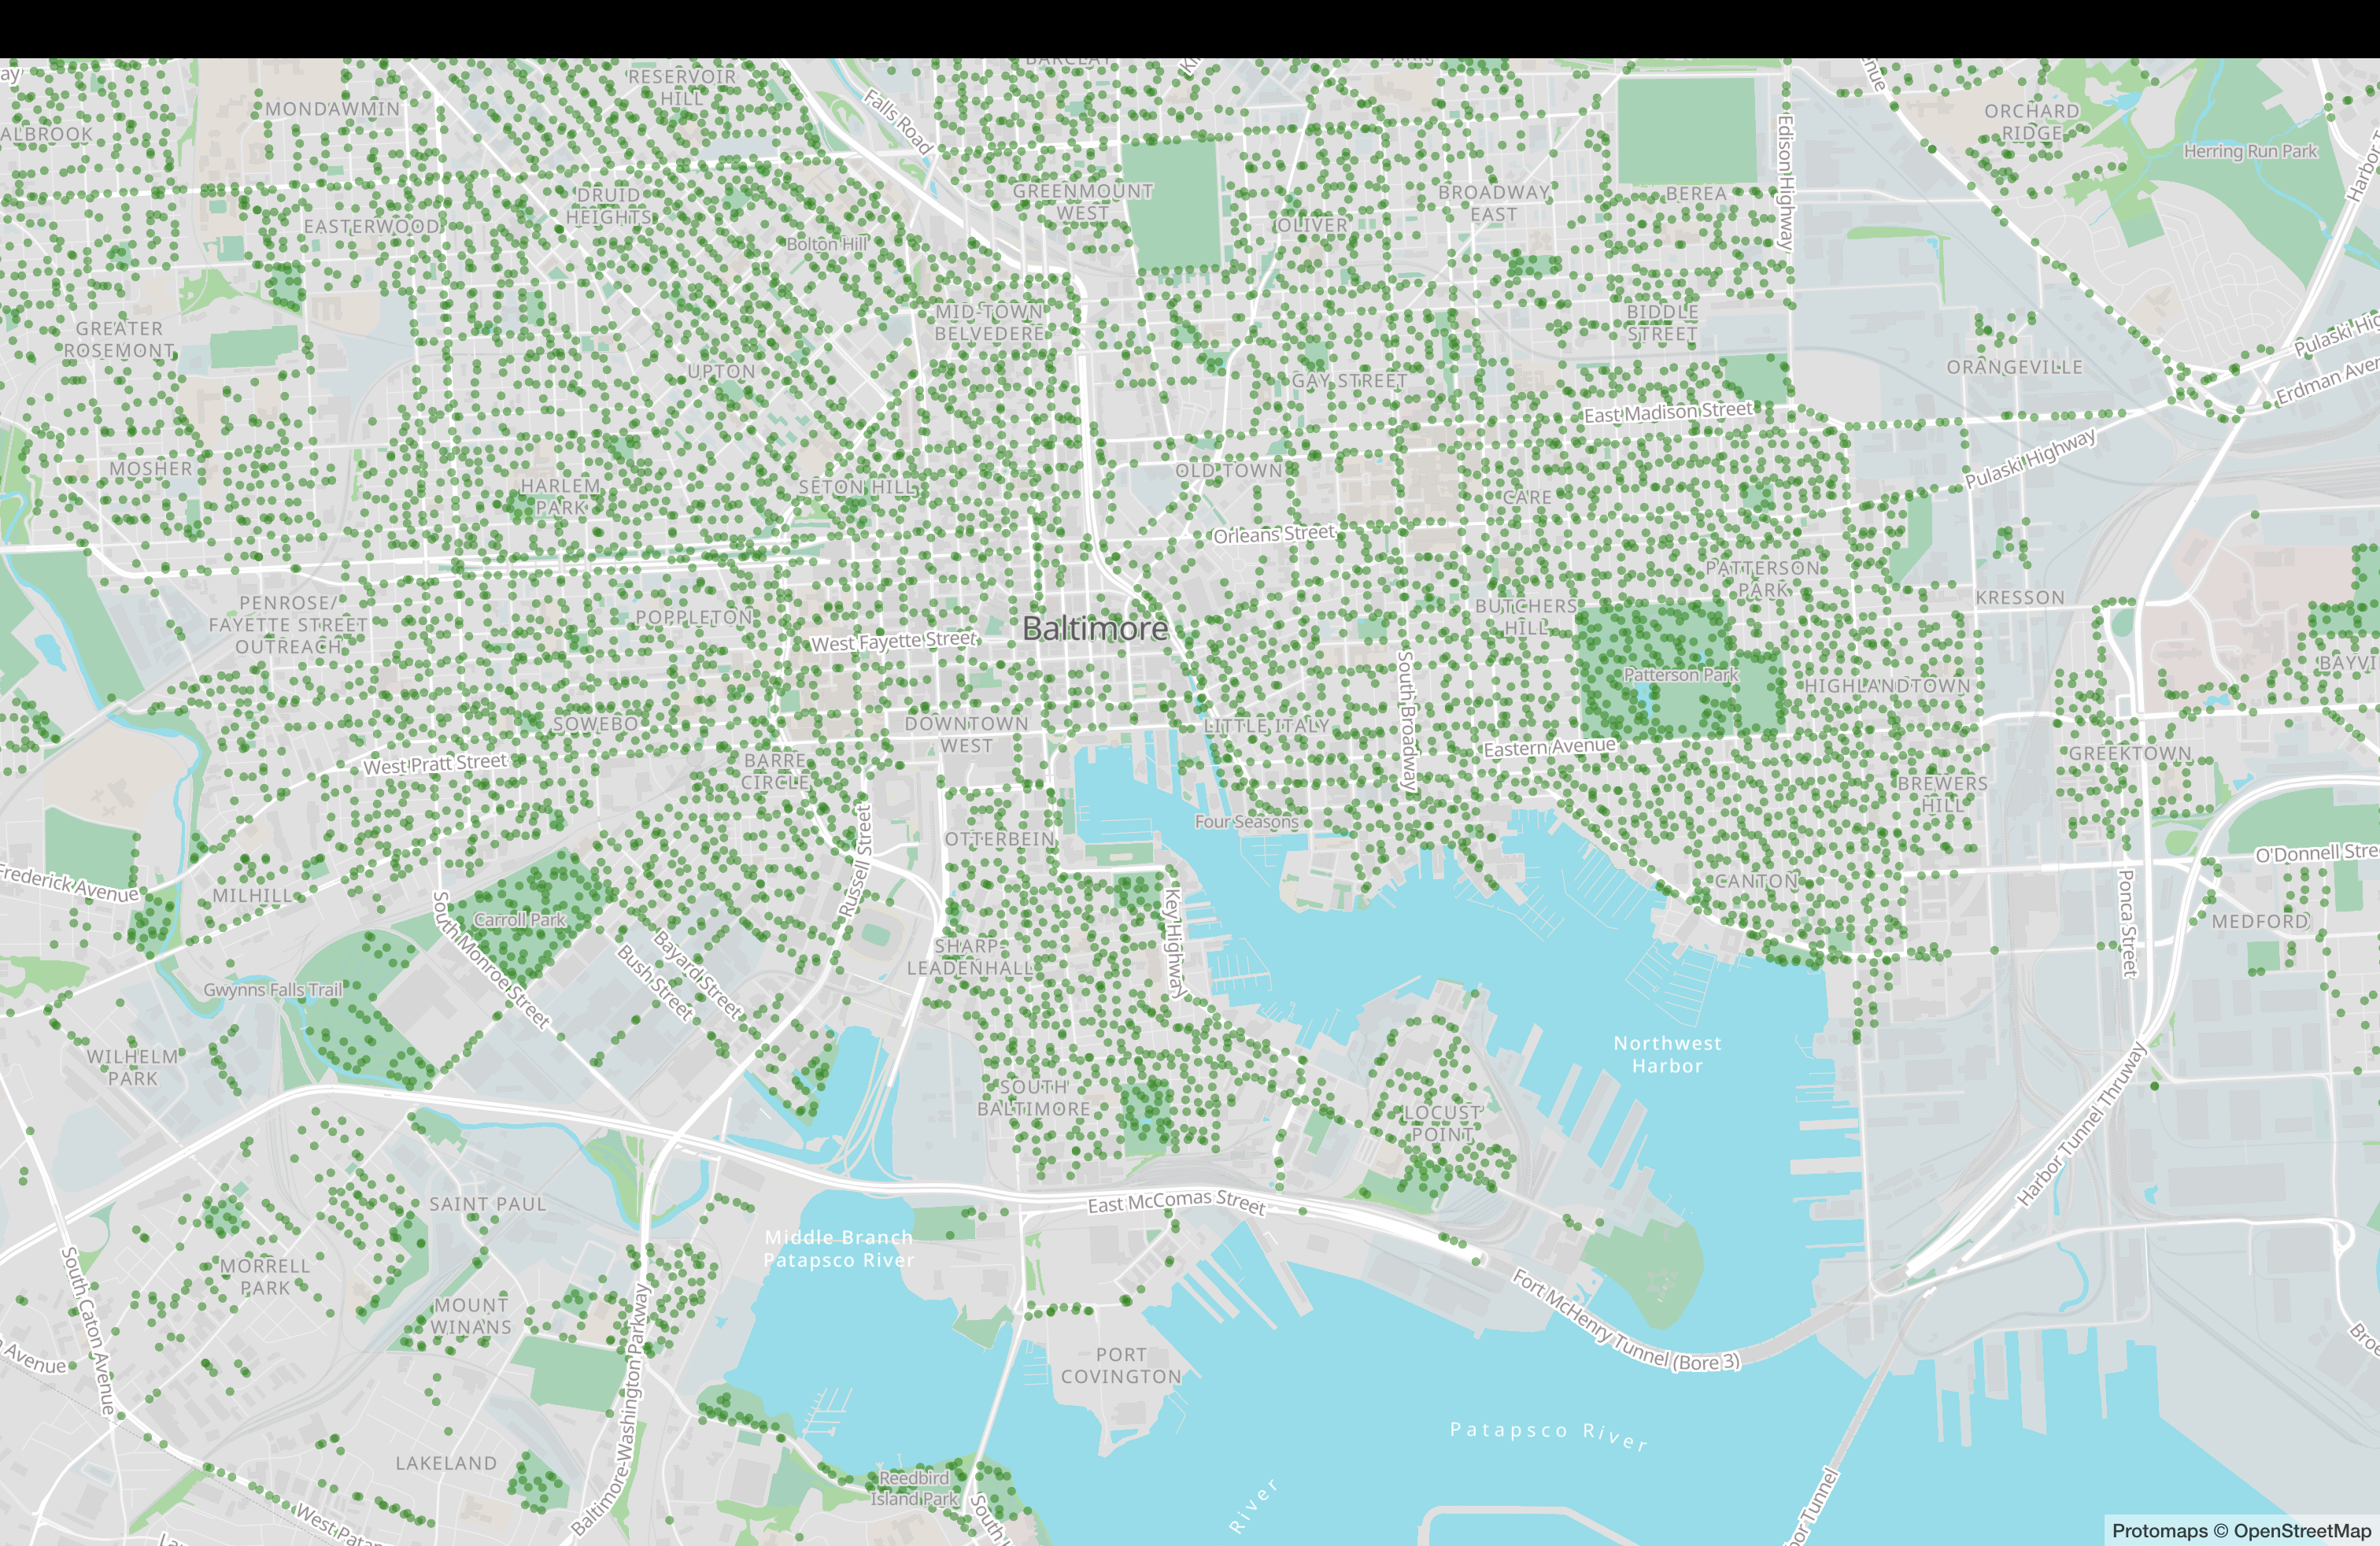 ay
BARCLAY
RESERVOIR
HILL
MONDAWMIN
ALBROOK
Falls Road
ORCHARD
RIDGE
Herring Run Park
Edison Highway
DRUID
HEIGHTS
EASTERWOOD
Bolton Hill
GREENMOUNT
WEST
OLIVER
BROADWAY
EAST
BEREA
GREATER
ROSEMONT
MID-TOWN
BELVEDERE
BIDDLE
STREET
UPTON
GAY STREET
ORANGEVILLE
Pulaski Hig
Erdman Aven
East Madison Street
Pulaski Highway
MOSHER
HARLEM
PARK
SETON HILL
OLD TOWN
CARE
Orleans Street
PATTERSON
PARK
PENROSE/
FAYETTE STREET
OUTREACH
POPPLETON
West Fayette Street
Baltimore
BUTCHERS
HILL
KRESSON
Patterson Park
HIGHLANDTOWN
BAYVI
South Broadway
SOWEBO
DOWNTOWN
WEST
LITTLE ITALY
Eastern Avenue
GREEKTOWN
West Pratt Street
BARRE
CIRCLE
BREWERS
HILL
Four Seasons
OTTERBEIN
Russell Street
O'Donnell Stree
Frederick Avenue
MILHILL
Carroll Park
CANTON
Key Highway
Ponca Street
MEDFORD
South Monroe Street
Bush Street
Bayard Street
SHARP-
LEADENHALL
Gwynns Falls Trail
WILHELM
PARK
Northwest
Harbor
SOUTH
BALTIMORE
LOCUST
POINT
Harbor Tunnel Thruway
SAINT PAUL
East McComas Street
Middle Branch
Patapsco River
MORRELL
PARK
South Caton Avenue
MOUNT
WINANS
Baltimore-Washington Parkway
Fort McHenry Tunnel (Bore 3)
Avenue
PORT
COVINGTON
Patapsco River
LAKELAND
Reedbird
Island Park
River
Protomaps © OpenStreetMap